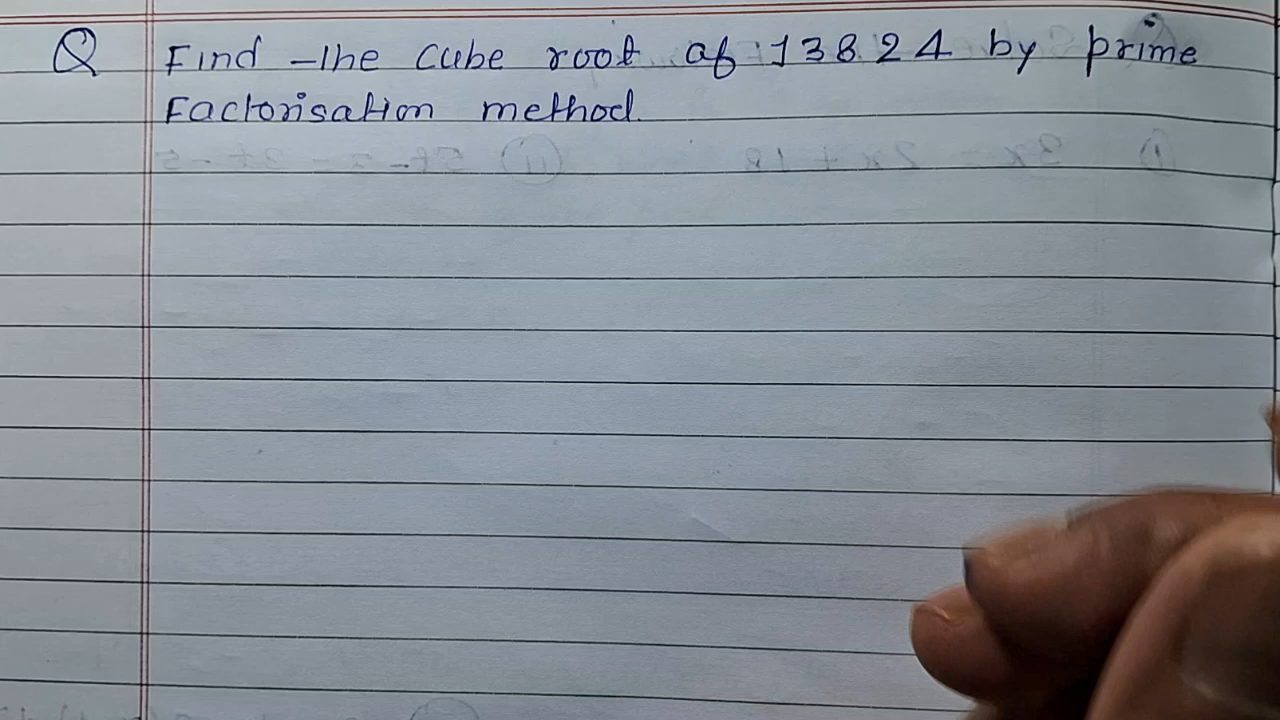 Q Find the cube root of 13824 by prime
Factorisation method.